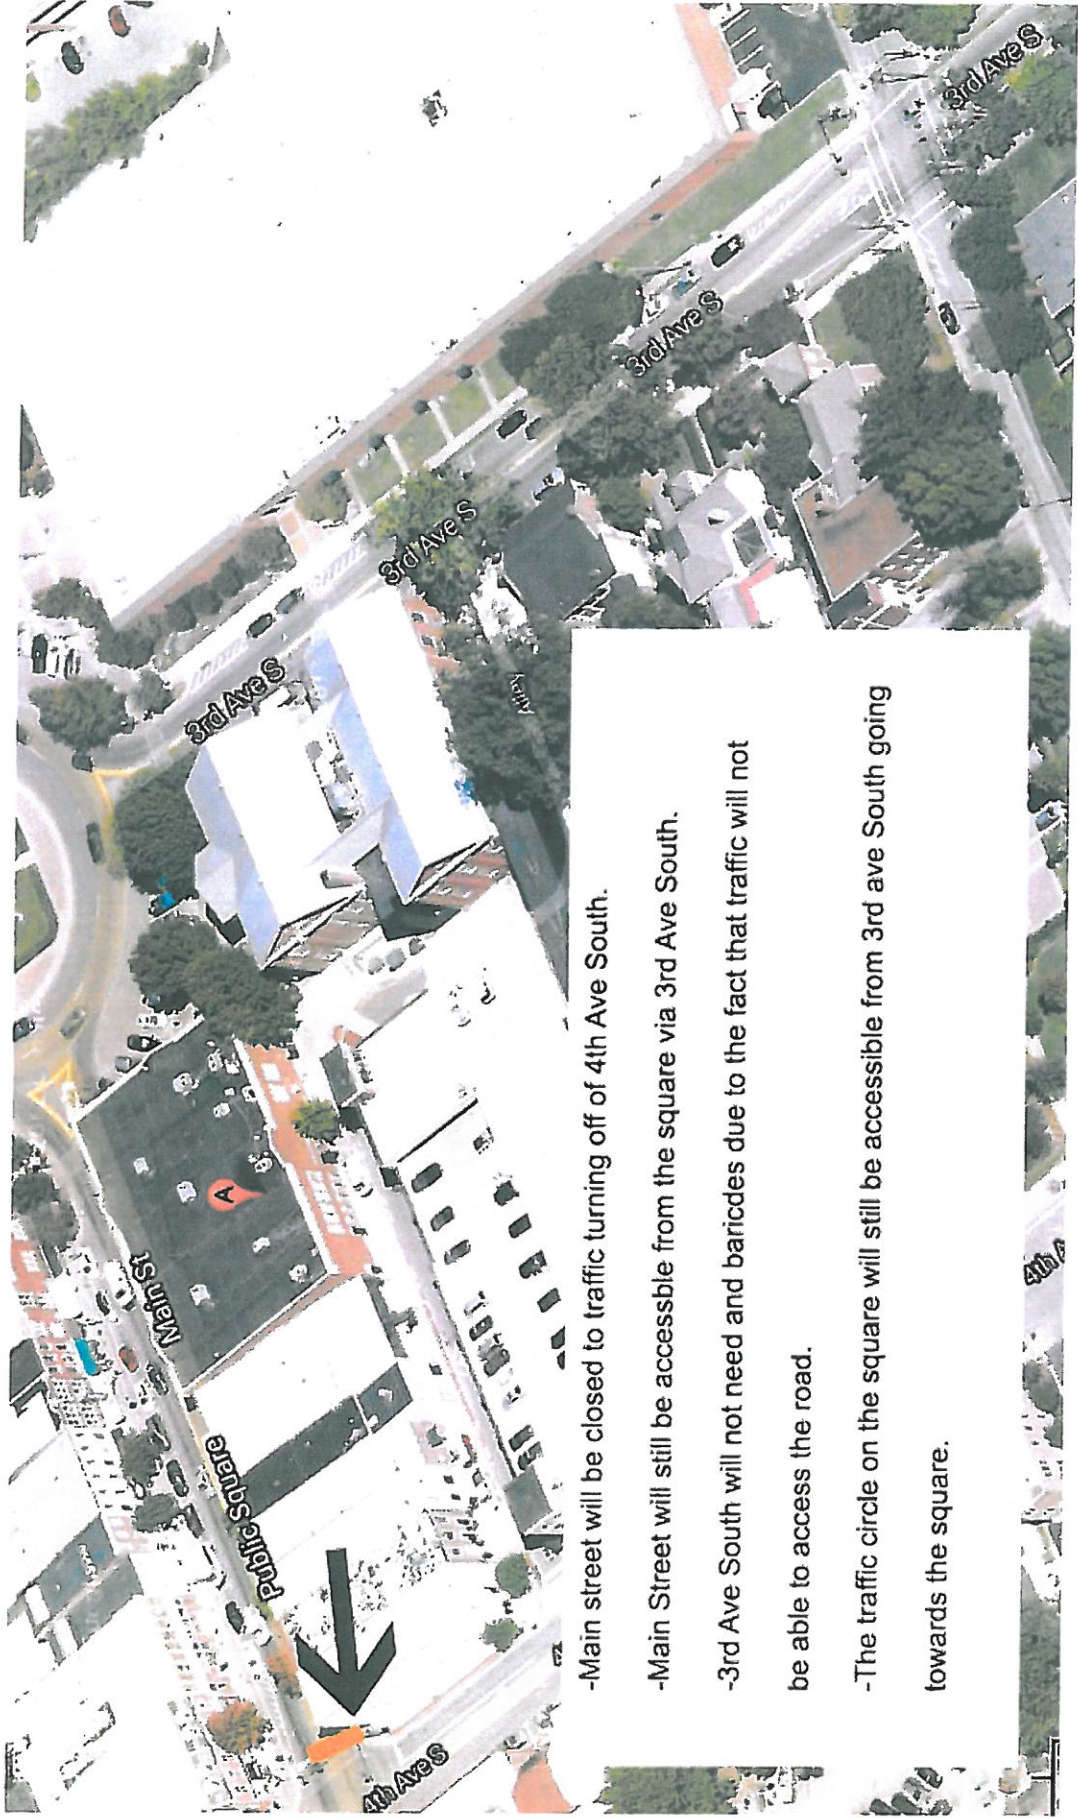 3rd Ave S
3rd Ave S
3rd Ave S
3rd Ave S
Alley
Main St
A
Public Square
4th Ave S
4th A
-Main street will be closed to traffic turning off of 4th Ave South.
-Main Street will still be accessble from the square via 3rd Ave South.
-3rd Ave South will not need and baricdes due to the fact that traffic will not
be able to access the road.
-The traffic circle on the square will still be accessible from 3rd ave South going
towards the square.